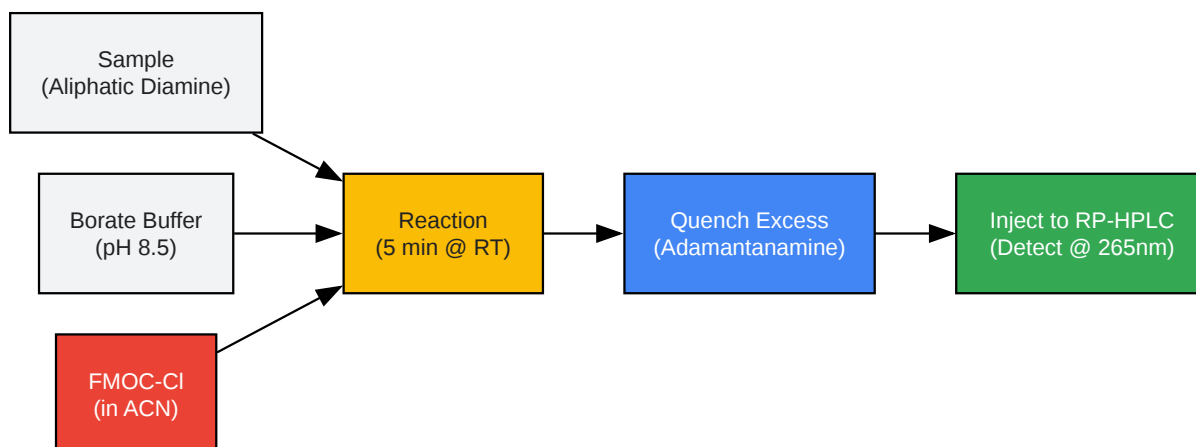 Sample
(Aliphatic Diamine)
Borate Buffer
(pH 8.5)
FMOC-Cl
(in ACN)
Reaction
(5 min @ RT)
Quench Excess
(Adamantanamine)
Inject to RP-HPLC
(Detect @ 265nm)